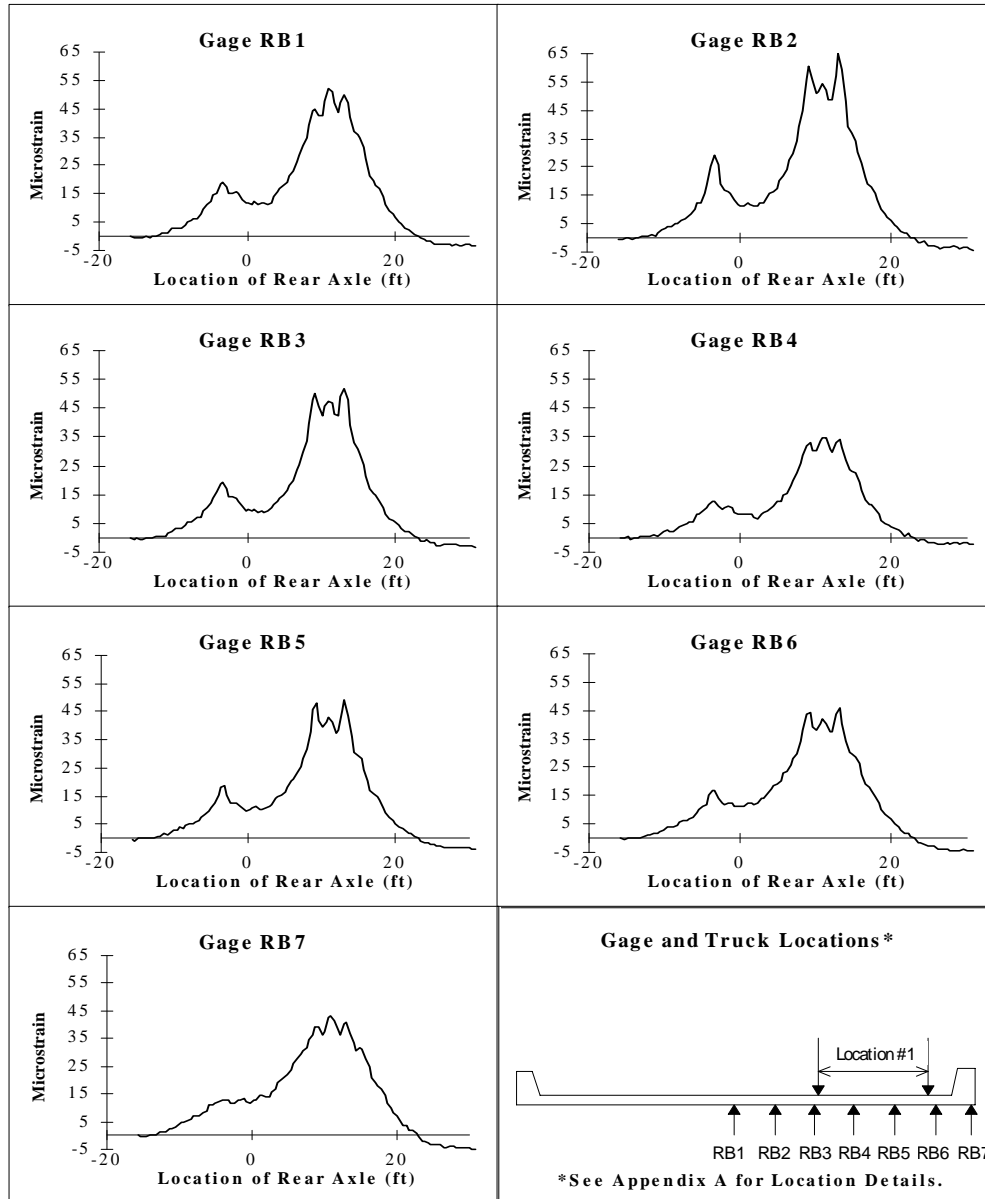 Gage RB1
65
55
45
35
25
15
5
-5
-20 0 20
Microstrain
Location of Rear Axle (ft)
Gage RB2
65
55
45
35
25
15
5
-5
-20 0 20
Microstrain
Location of Rear Axle (ft)
Gage RB3
65
55
45
35
25
15
5
-5
-20 0 20
Microstrain
Location of Rear Axle (ft)
Gage RB4
65
55
45
35
25
15
5
-5
-20 0 20
Microstrain
Location of Rear Axle (ft)
Gage RB5
65
55
45
35
25
15
5
-5
-20 0 20
Microstrain
Location of Rear Axle (ft)
Gage RB6
65
55
45
35
25
15
5
-5
-20 0 20
Microstrain
Location of Rear Axle (ft)
Gage RB7
65
55
45
35
25
15
5
-5
-20 0 20
Microstrain
Location of Rear Axle (ft)
Gage and Truck Locations*
Location #1
RB1 RB2 RB3 RB4 RB5 RB6 RB7
*See Appendix A for Location Details.